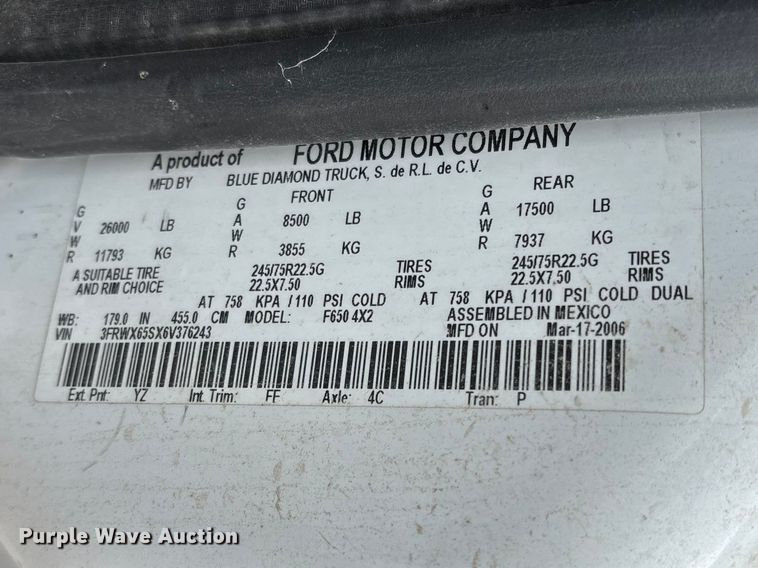 A product of FORD MOTOR COMPANY
MFD BY BLUE DIAMOND TRUCK, S. de R.L. de C.V.
FRONT REAR
GVWR 26000 LB 11793 KG
GAWR 8500 LB 3855 KG
GAWR 17500 LB 7937 KG
A SUITABLE TIRE 245/75R22.5G TIRES 245/75R22.5G TIRES
AND RIM CHOICE 22.5X7.50 RIMS 22.5X7.50 RIMS
AT 758 KPA / 110 PSI COLD AT 758 KPA / 110 PSI COLD DUAL
WB: 179.0 IN 455.0 CM MODEL: F650 4X2 ASSEMBLED IN MEXICO
VIN 3FRWX65SX6V376243 MFD ON Mar-17-2006
Ext. Pnt: YZ Int. Trim: FF Axle: 4C Tran: P
Purple Wave Auction